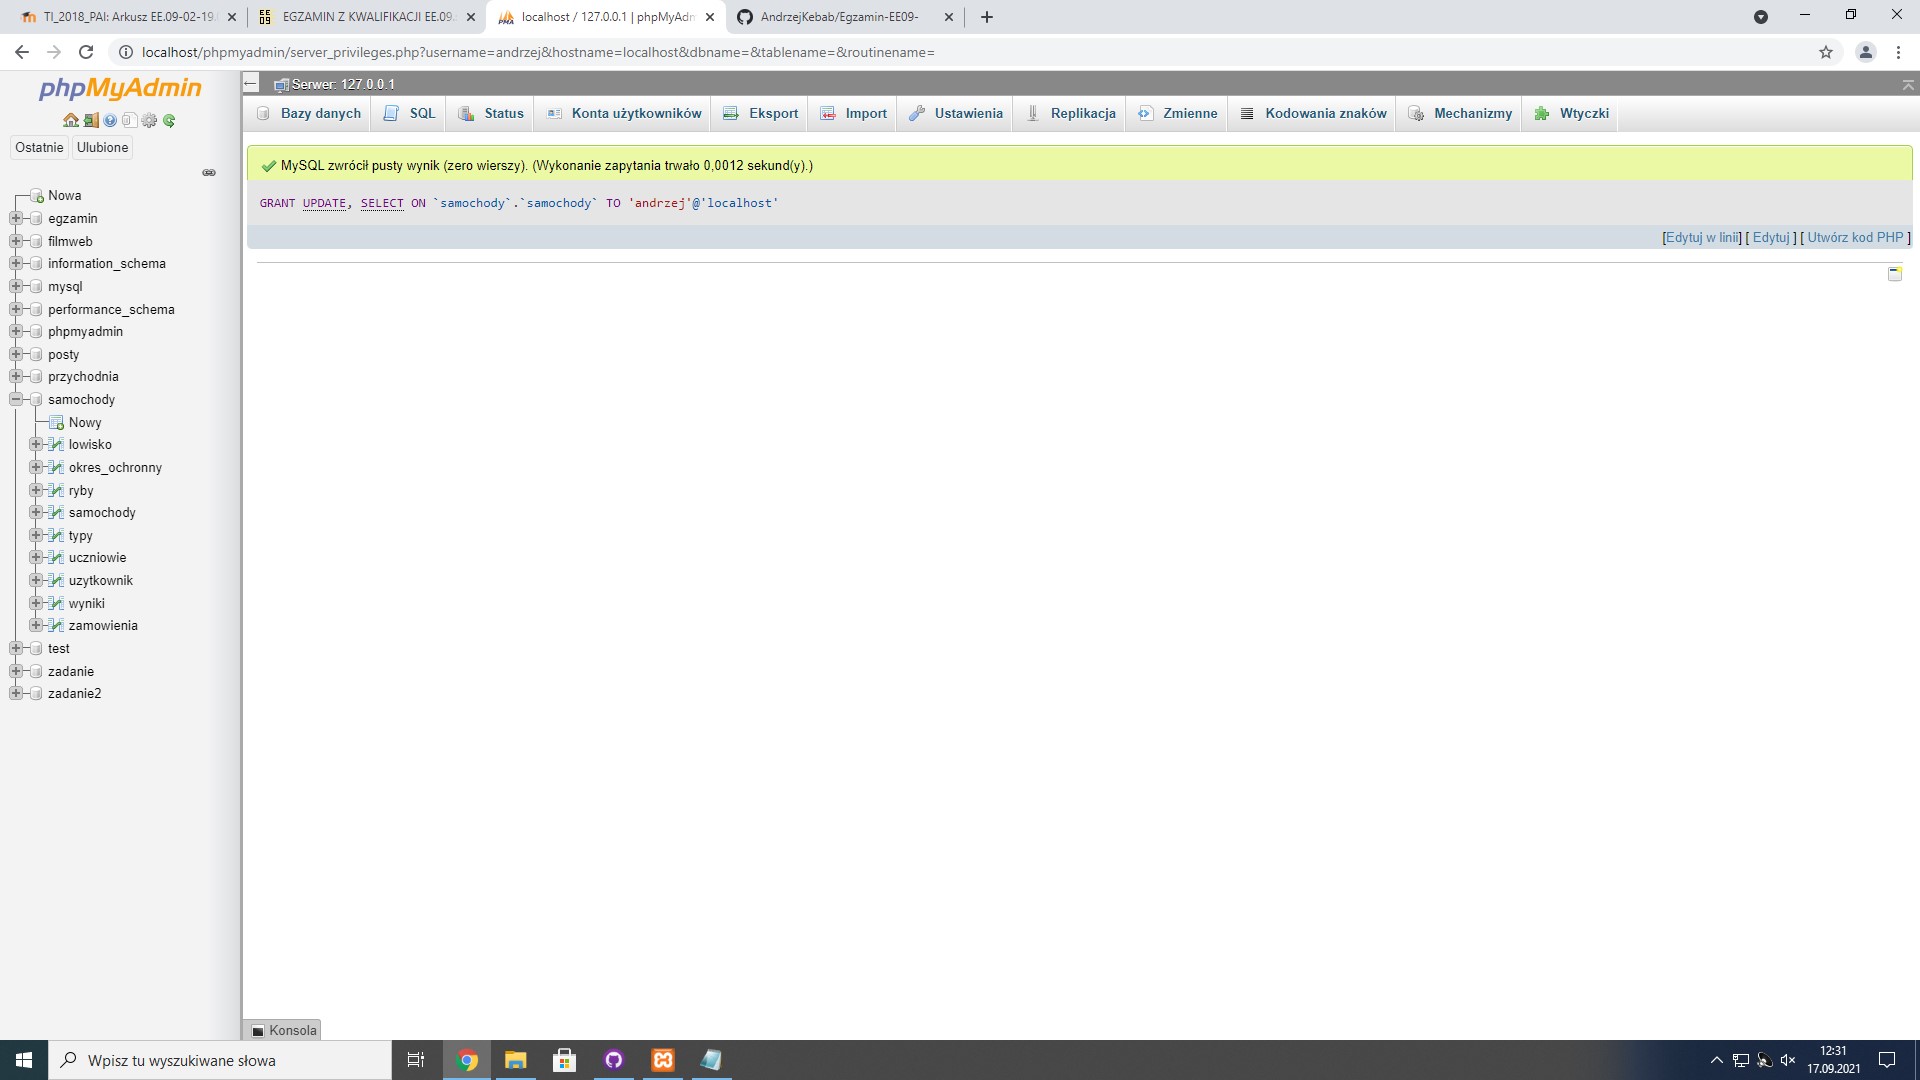 TI_2018_PAI: Arkusz EE.09-02-19.
EGZAMIN Z KWALIFIKACJI EE.09.
localhost / 127.0.0.1 | phpMyAdm
AndrzejKebab/Egzamin-EE09-
localhost/phpmyadmin/server_privileges.php?username=andrzej&hostname=localhost&dbname=&tablename=&routinename=
phpMyAdmin
Ostatnie
Ulubione
Nowa
egzamin
filmweb
information_schema
mysql
performance_schema
phpmyadmin
posty
przychodnia
samochody
Nowy
lowisko
okres_ochronny
ryby
samochody
typy
uczniowie
uzytkownik
wyniki
zamowienia
test
zadanie
zadanie2
Serwer: 127.0.0.1
Bazy danych
SQL
Status
Konta użytkowników
Eksport
Import
Ustawienia
Replikacja
Zmienne
Kodowania znaków
Mechanizmy
Wtyczki
MySQL zwrócił pusty wynik (zero wierszy). (Wykonanie zapytania trwało 0,0012 sekund(y).)
GRANT UPDATE, SELECT ON `samochody`.`samochody` TO 'andrzej'@'localhost'
[Edytuj w linii] [ Edytuj ] [ Utwórz kod PHP ]
Konsola
Wpisz tu wyszukiwane słowa
12:31
17.09.2021